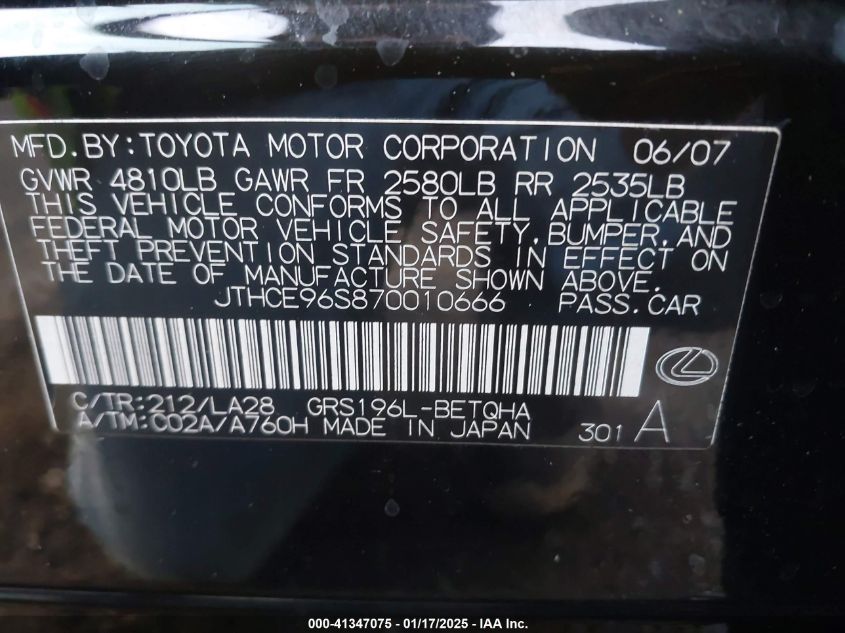 MFD.BY:TOYOTA MOTOR CORPORATION 06/07
GVWR 4810LB GAWR FR 2580LB RR 2535LB
THIS VEHICLE CONFORMS TO ALL APPLICABLE
FEDERAL MOTOR VEHICLE SAFETY,BUMPER,AND
THEFT PREVENTION STANDARDS IN EFFECT ON
THE DATE OF MANUFACTURE SHOWN ABOVE.
JTHCE96S870010666 PASS.CAR
C/TR:212/LA28 GRS196L-BETQHA
A/TM:C02A/A760H MADE IN JAPAN 301A
000-41347075 - 01/17/2025 - IAA Inc.